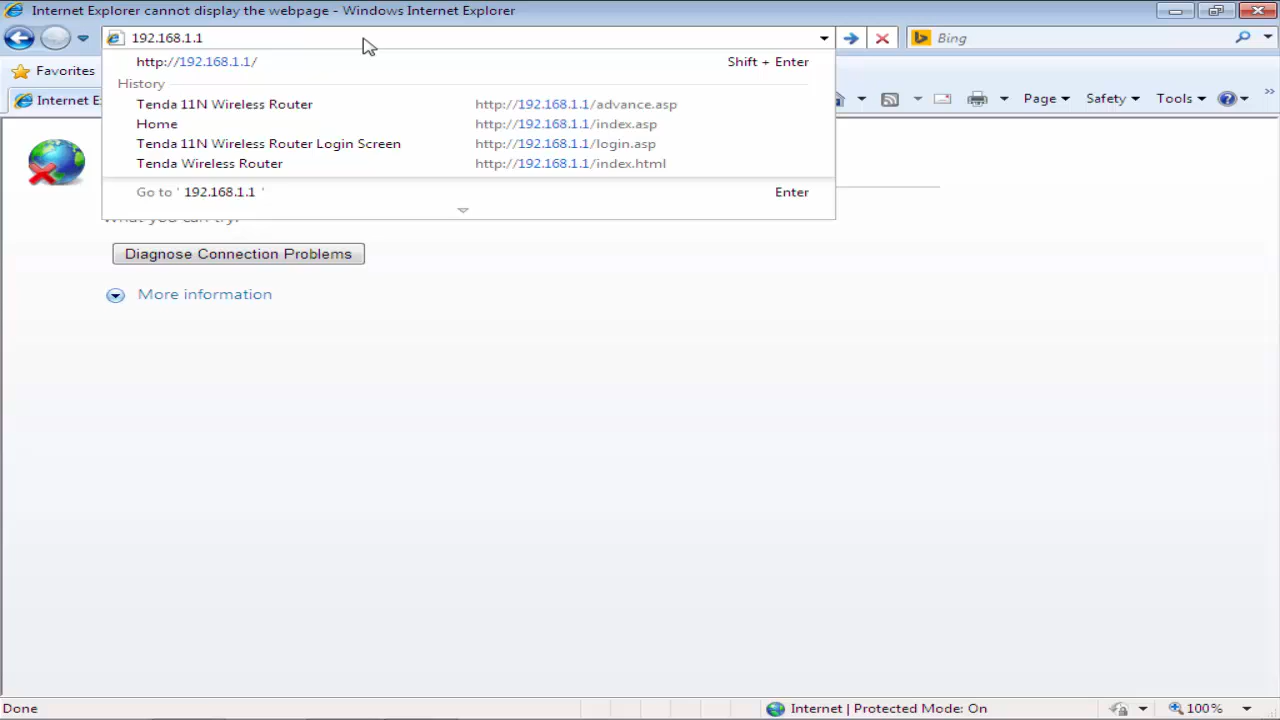 Internet Explorer cannot display the webpage - Windows Internet Explorer
192.168.1.1
Bing
http://192.168.1.1/ Shift + Enter
Favorites
History
Internet E
Page Safety Tools
Tenda 11N Wireless Router http://192.168.1.1/advance.asp
Home http://192.168.1.1/index.asp
Tenda 11N Wireless Router Login Screen http://192.168.1.1/login.asp
Tenda Wireless Router http://192.168.1.1/index.html
Go to ' 192.168.1.1 ' Enter
What you can try:
Diagnose Connection Problems
More information
Done
Internet | Protected Mode: On
100%